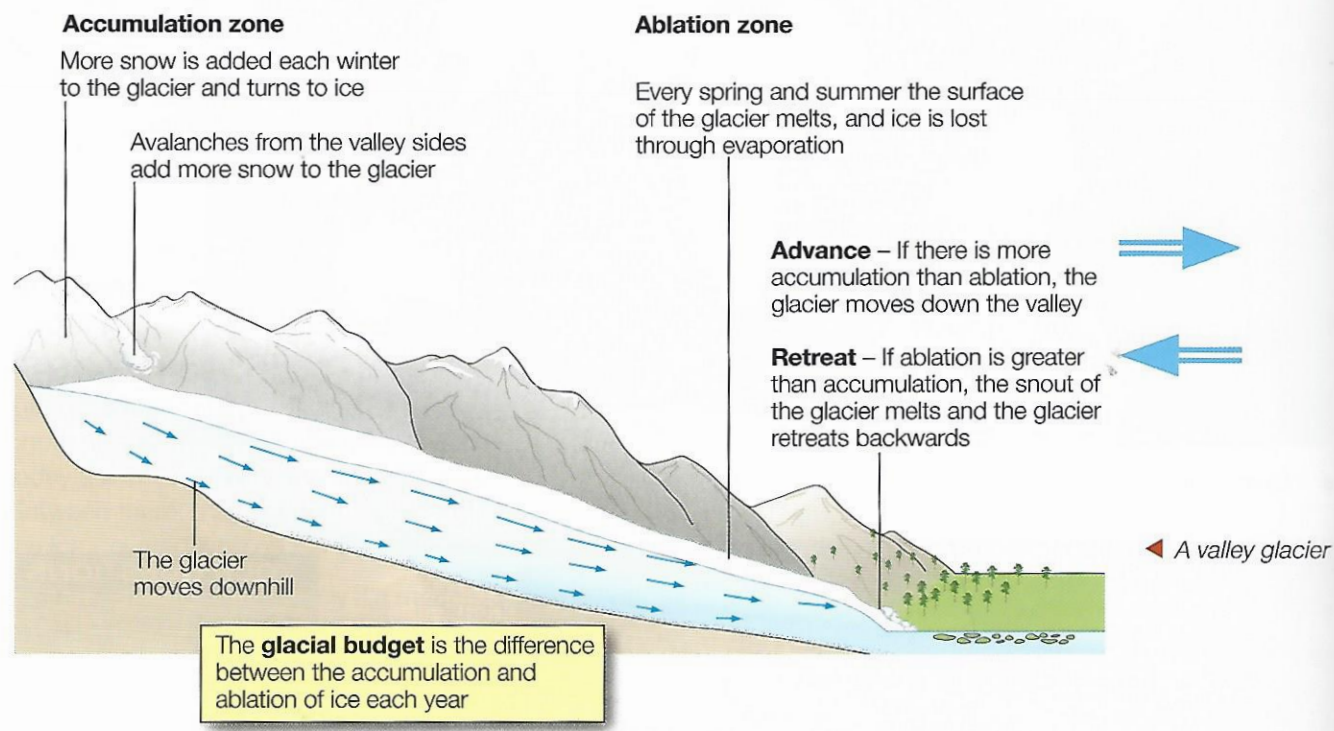 Accumulation zone
More snow is added each winter
to the glacier and turns to ice
Avalanches from the valley sides
add more snow to the glacier
Ablation zone
Every spring and summer the surface
of the glacier melts, and ice is lost
through evaporation
Advance – If there is more
accumulation than ablation, the
glacier moves down the valley
Retreat – If ablation is greater
than accumulation, the snout of
the glacier melts and the glacier
retreats backwards
A valley glacier
The glacier
moves downhill
The glacial budget is the difference
between the accumulation and
ablation of ice each year